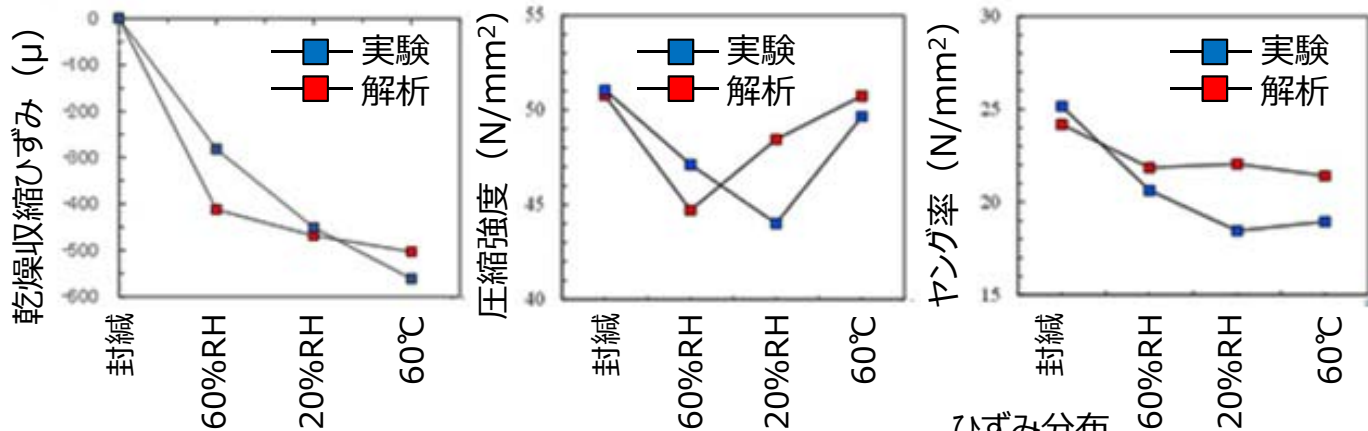 乾燥収縮ひずみ (μ)
0
-100
-200
-300
-400
-500
-600
実験
解析
封緘
60%RH
20%RH
60℃
圧縮強度 (N/mm²)
55
50
45
40
実験
解析
封緘
60%RH
20%RH
60℃
ヤング率 (N/mm²)
30
25
20
15
実験
解析
封緘
60%RH
20%RH
60℃
ひずみ分布